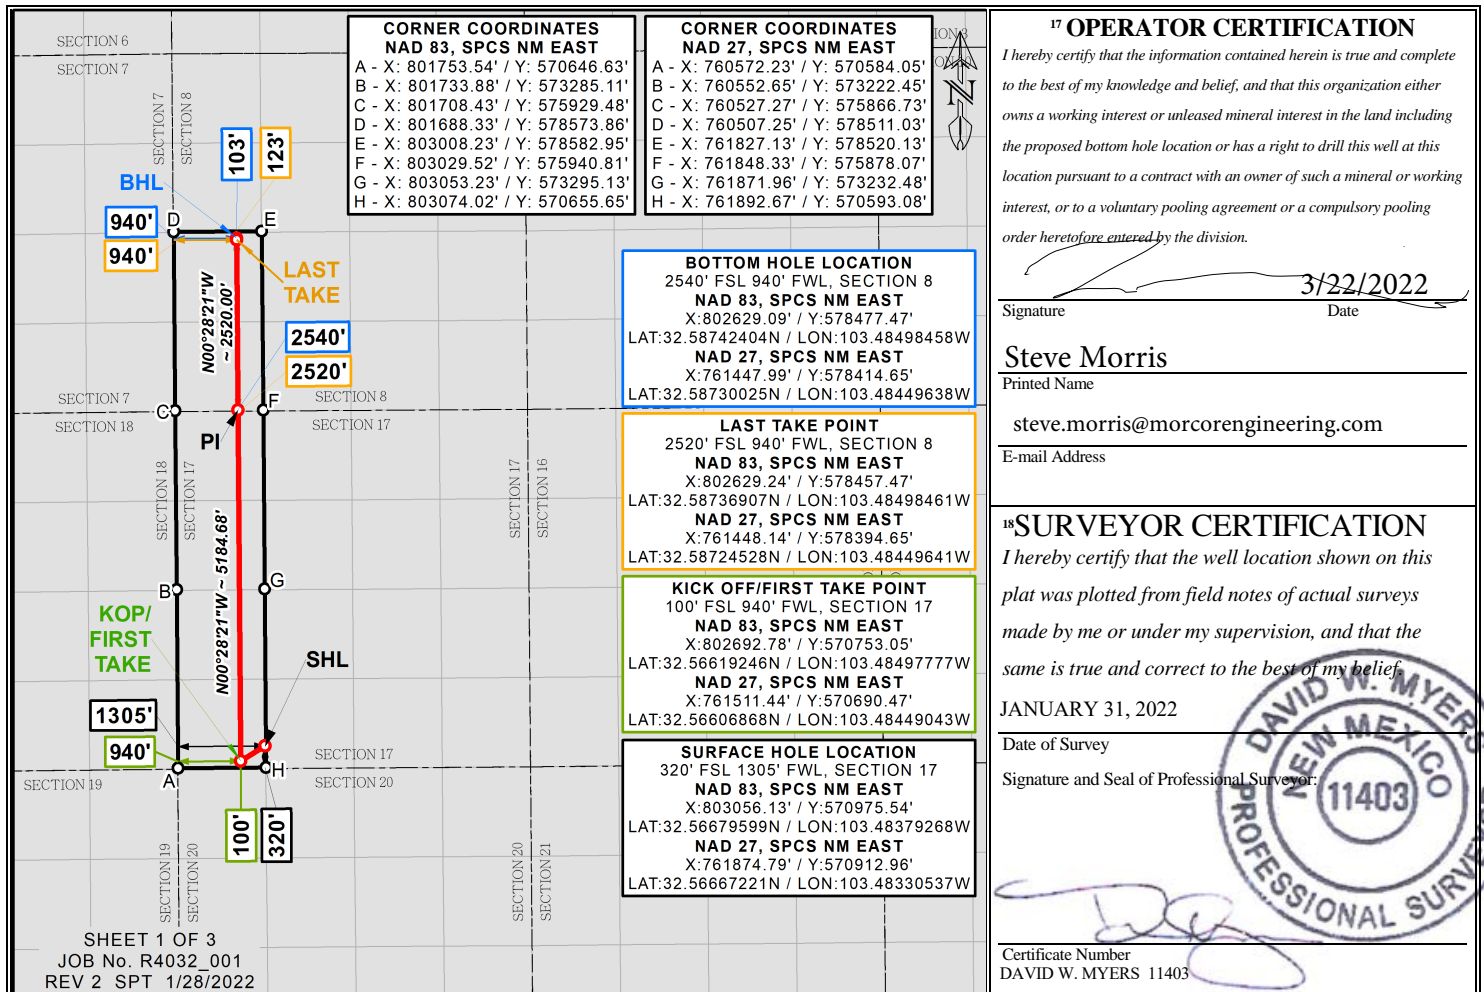 SECTION 6
SECTION 7
SECTION 7
SECTION 8
CORNER COORDINATES
NAD 83, SPCS NM EAST
A - X: 801753.54' / Y: 570646.63'
B - X: 801733.88' / Y: 573285.11'
C - X: 801708.43' / Y: 575929.48'
D - X: 801688.33' / Y: 578573.86'
E - X: 803008.23' / Y: 578582.95'
F - X: 803029.52' / Y: 575940.81'
G - X: 803053.23' / Y: 573295.13'
H - X: 803074.02' / Y: 570655.65'
CORNER COORDINATES
NAD 27, SPCS NM EAST
A - X: 760572.23' / Y: 570584.05'
B - X: 760552.65' / Y: 573222.45'
C - X: 760527.27' / Y: 575866.73'
D - X: 760507.25' / Y: 578511.03'
E - X: 761827.13' / Y: 578520.13'
F - X: 761848.33' / Y: 575878.07'
G - X: 761871.96' / Y: 573232.48'
H - X: 761892.67' / Y: 570593.08'
N
103'
123'
BHL
940'
D
E
940'
LAST
TAKE
N00°28'21"W
~ 2520.00'
2540'
2520'
SECTION 7
SECTION 8
C
F
SECTION 18
SECTION 17
PI
SECTION 18
SECTION 17
SECTION 17
SECTION 16
N00°28'21"W ~ 5184.68'
B
G
KOP/
FIRST
TAKE
SHL
1305'
940'
SECTION 17
A
H
SECTION 19
SECTION 20
100'
320'
SECTION 19
SECTION 20
SECTION 20
SECTION 21
BOTTOM HOLE LOCATION
2540' FSL 940' FWL, SECTION 8
NAD 83, SPCS NM EAST
X:802629.09' / Y:578477.47'
LAT:32.58742404N / LON:103.48498458W
NAD 27, SPCS NM EAST
X:761447.99' / Y:578414.65'
LAT:32.58730025N / LON:103.48449638W
LAST TAKE POINT
2520' FSL 940' FWL, SECTION 8
NAD 83, SPCS NM EAST
X:802629.24' / Y:578457.47'
LAT:32.58736907N / LON:103.48498461W
NAD 27, SPCS NM EAST
X:761448.14' / Y:578394.65'
LAT:32.58724528N / LON:103.48449641W
KICK OFF/FIRST TAKE POINT
100' FSL 940' FWL, SECTION 17
NAD 83, SPCS NM EAST
X:802692.78' / Y:570753.05'
LAT:32.56619246N / LON:103.48497777W
NAD 27, SPCS NM EAST
X:761511.44' / Y:570690.47'
LAT:32.56606868N / LON:103.48449043W
SURFACE HOLE LOCATION
320' FSL 1305' FWL, SECTION 17
NAD 83, SPCS NM EAST
X:803056.13' / Y:570975.54'
LAT:32.56679599N / LON:103.48379268W
NAD 27, SPCS NM EAST
X:761874.79' / Y:570912.96'
LAT:32.56667221N / LON:103.48330537W
SHEET 1 OF 3
JOB No. R4032_001
REV 2 SPT 1/28/2022
17 OPERATOR CERTIFICATION
I hereby certify that the information contained herein is true and complete
to the best of my knowledge and belief, and that this organization either
owns a working interest or unleased mineral interest in the land including
the proposed bottom hole location or has a right to drill this well at this
location pursuant to a contract with an owner of such a mineral or working
interest, or to a voluntary pooling agreement or a compulsory pooling
order heretofore entered by the division.
3/22/2022
Signature
Date
Steve Morris
Printed Name
steve.morris@morcorengineering.com
E-mail Address
18 SURVEYOR CERTIFICATION
I hereby certify that the well location shown on this
plat was plotted from field notes of actual surveys
made by me or under my supervision, and that the
same is true and correct to the best of my belief.
JANUARY 31, 2022
Date of Survey
Signature and Seal of Professional Surveyor:
DAVID W. MYERS
NEW MEXICO
11403
PROFESSIONAL SURVE
Certificate Number
DAVID W. MYERS 11403